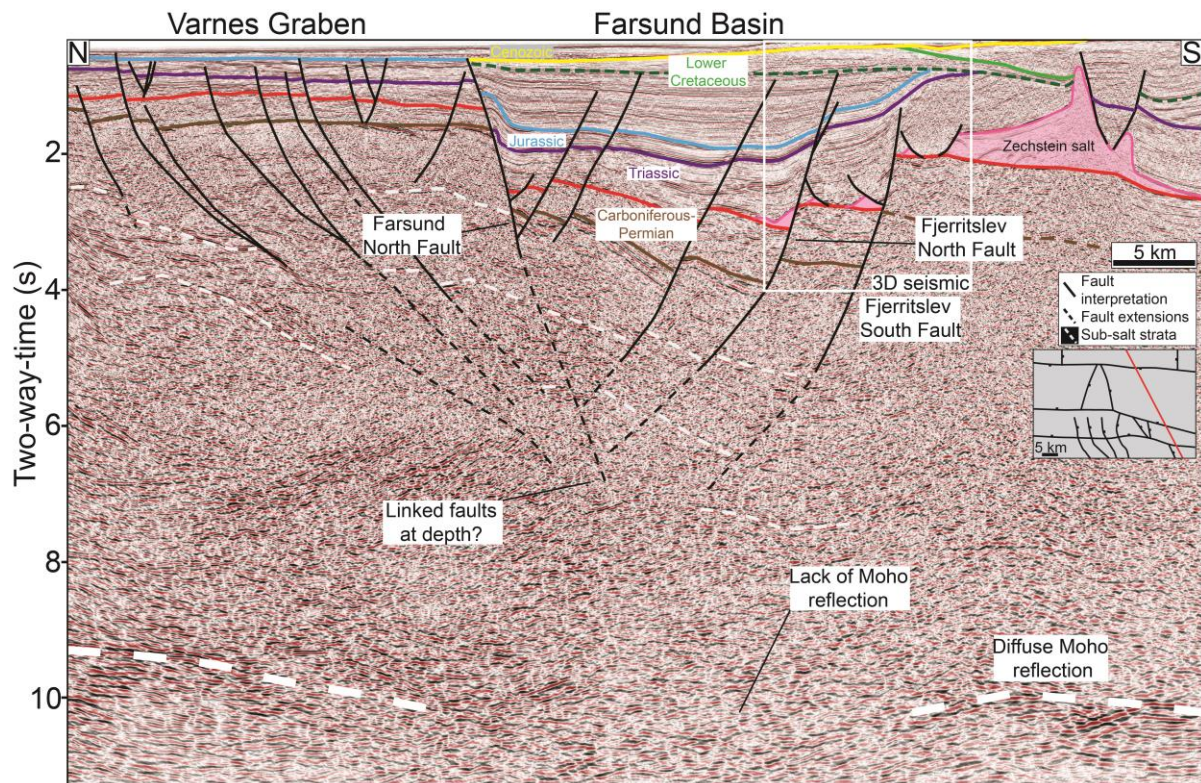 Varnes Graben
Farsund Basin
N
S
Cenozoic
Lower
Cretaceous
Jurassic
Triassic
Zechstein salt
Carboniferous-
Permian
Farsund
North Fault
Fjerritslev
North Fault
3D seismic
Fjerritslev
South Fault
5 km
Fault
interpretation
Fault extensions
Sub-salt strata
5 km
Linked faults
at depth?
Lack of Moho
reflection
Diffuse Moho
reflection
Two-way-time (s)
2
4
6
8
10